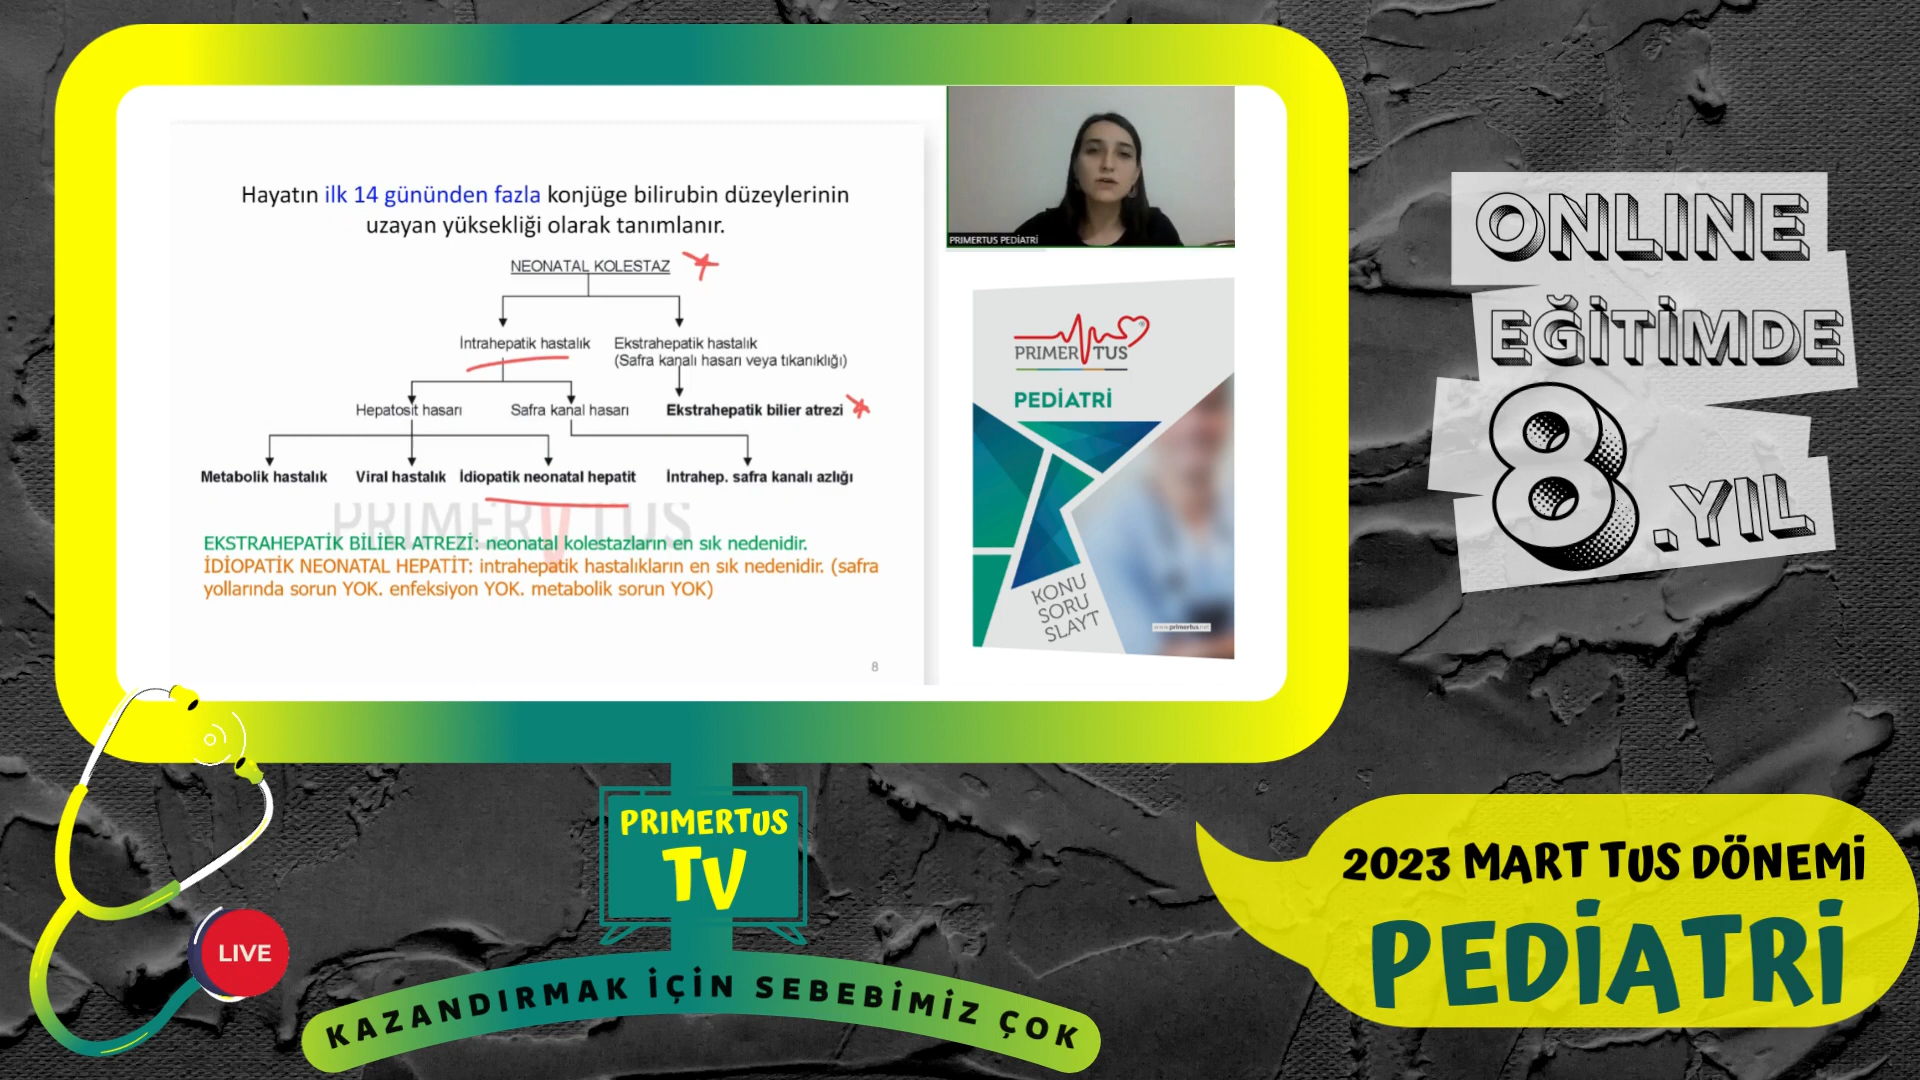 Hayatın ilk 14 gününden fazla konjüge bilirubin düzeylerinin
uzayan yüksekliği olarak tanımlanır.
NEONATAL KOLESTAZ
İntrahepatik hastalık
Ekstrahepatik hastalık
(Safra kanalı hasarı veya tıkanıklığı)
Hepatosit hasarı
Safra kanal hasarı
Ekstrahepatik bilier atrezi
Metabolik hastalık
Viral hastalık
İdiopatik neonatal hepatit
İntrahep. safra kanalı azlığı
PRIMERTUS
EKSTRAHEPATİK BİLİER ATREZİ: neonatal kolestazların en sık nedenidir.
İDİOPATİK NEONATAL HEPATİT: intrahepatik hastalıkların en sık nedenidir. (safra
yollarında sorun YOK. enfeksiyon YOK. metabolik sorun YOK)
8
PRIMERTUS PEDİATRİ
PRIMERTUS
PEDİATRİ
KONU
SORU
SLAYT
www.primertus.net
ONLINE
EĞİTİMDE
8.YIL
PRIMERTUS
TV
LIVE
KAZANDIRMAK İÇİN SEBEBİMİZ ÇOK
2023 MART TUS DÖNEMİ
PEDİATRİ